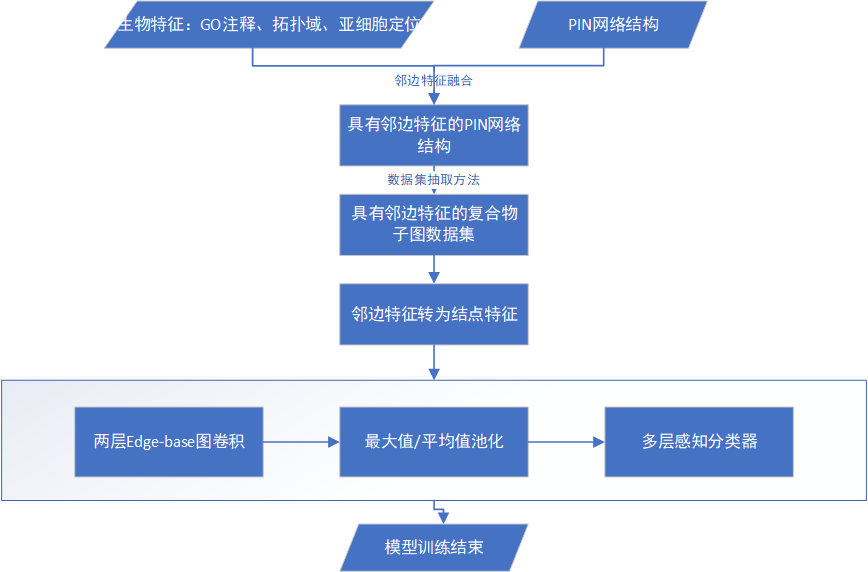 生物特征：GO注释、拓扑域、亚细胞定位
PIN网络结构
邻边特征融合
具有邻边特征的PIN网络
结构
数据集抽取方法
具有邻边特征的复合物
子图数据集
邻边特征转为结点特征
两层Edge-base图卷积
最大值/平均值池化
多层感知分类器
模型训练结束